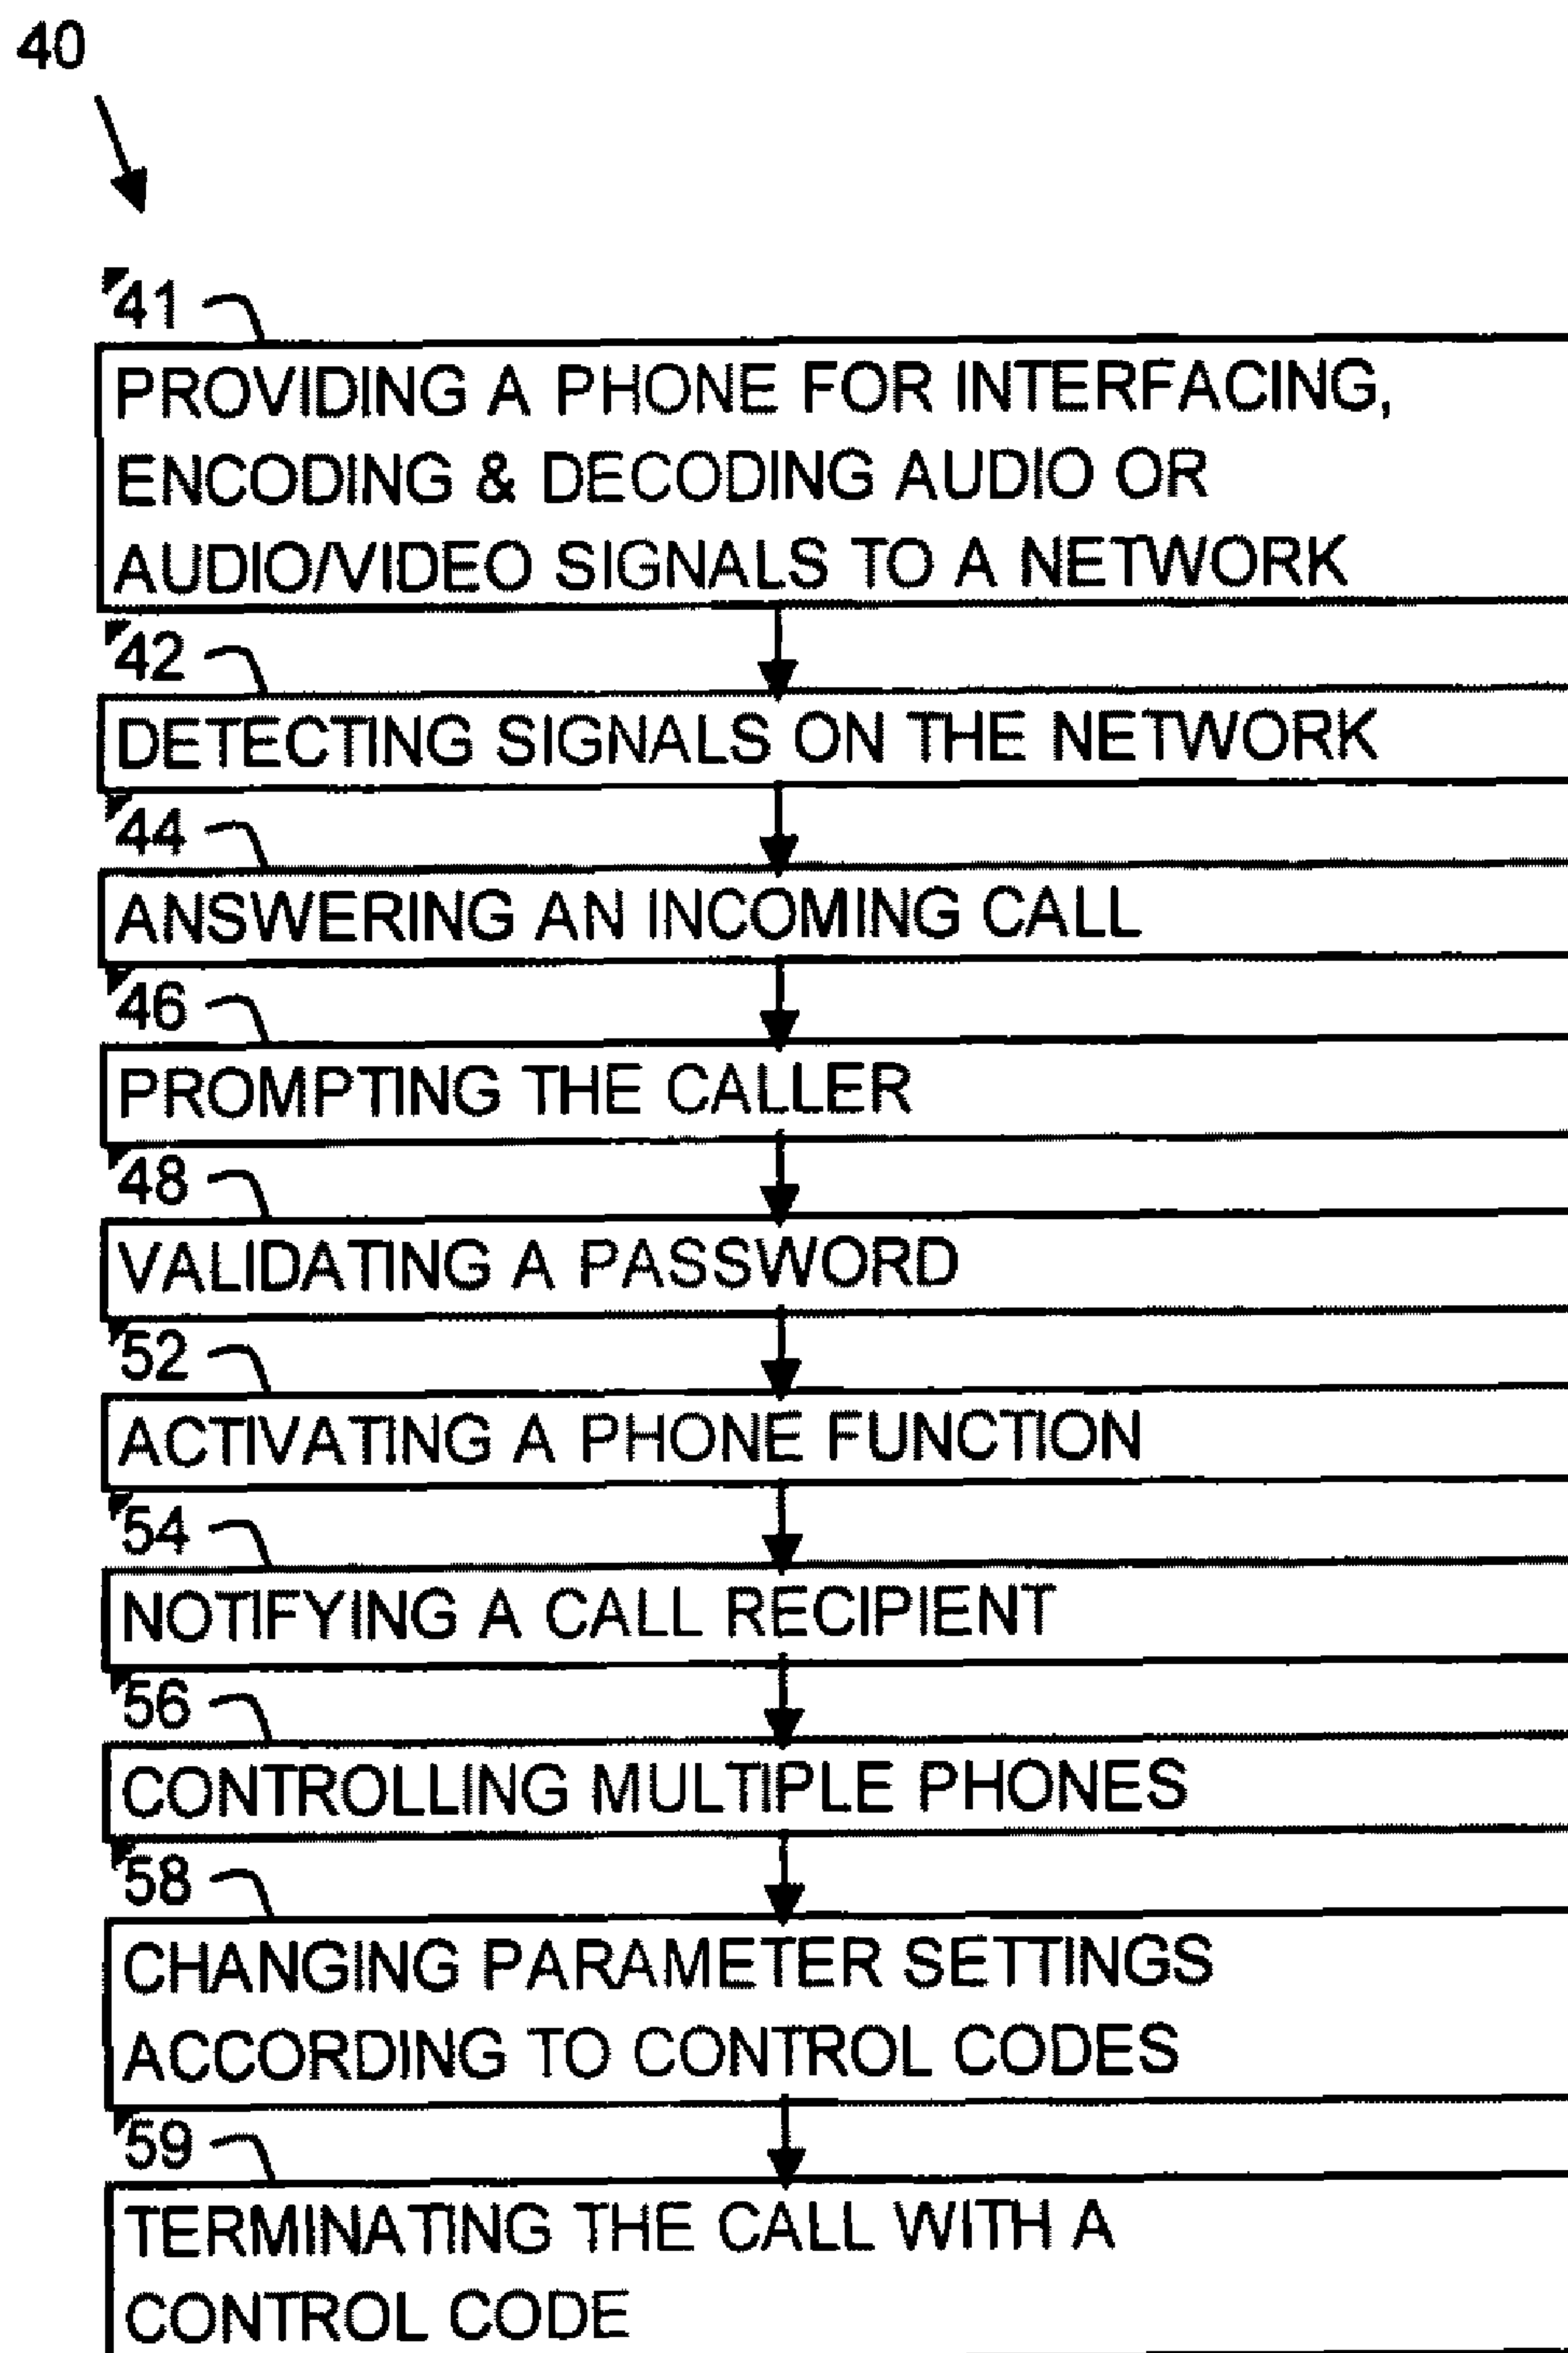 40
41
PROVIDING A PHONE FOR INTERFACING,
ENCODING & DECODING AUDIO OR
AUDIO/VIDEO SIGNALS TO A NETWORK
42
DETECTING SIGNALS ON THE NETWORK
44
ANSWERING AN INCOMING CALL
46
PROMPTING THE CALLER
48
VALIDATING A PASSWORD
52
ACTIVATING A PHONE FUNCTION
54
NOTIFYING A CALL RECIPIENT
56
CONTROLLING MULTIPLE PHONES
58
CHANGING PARAMETER SETTINGS
ACCORDING TO CONTROL CODES
59
TERMINATING THE CALL WITH A
CONTROL CODE